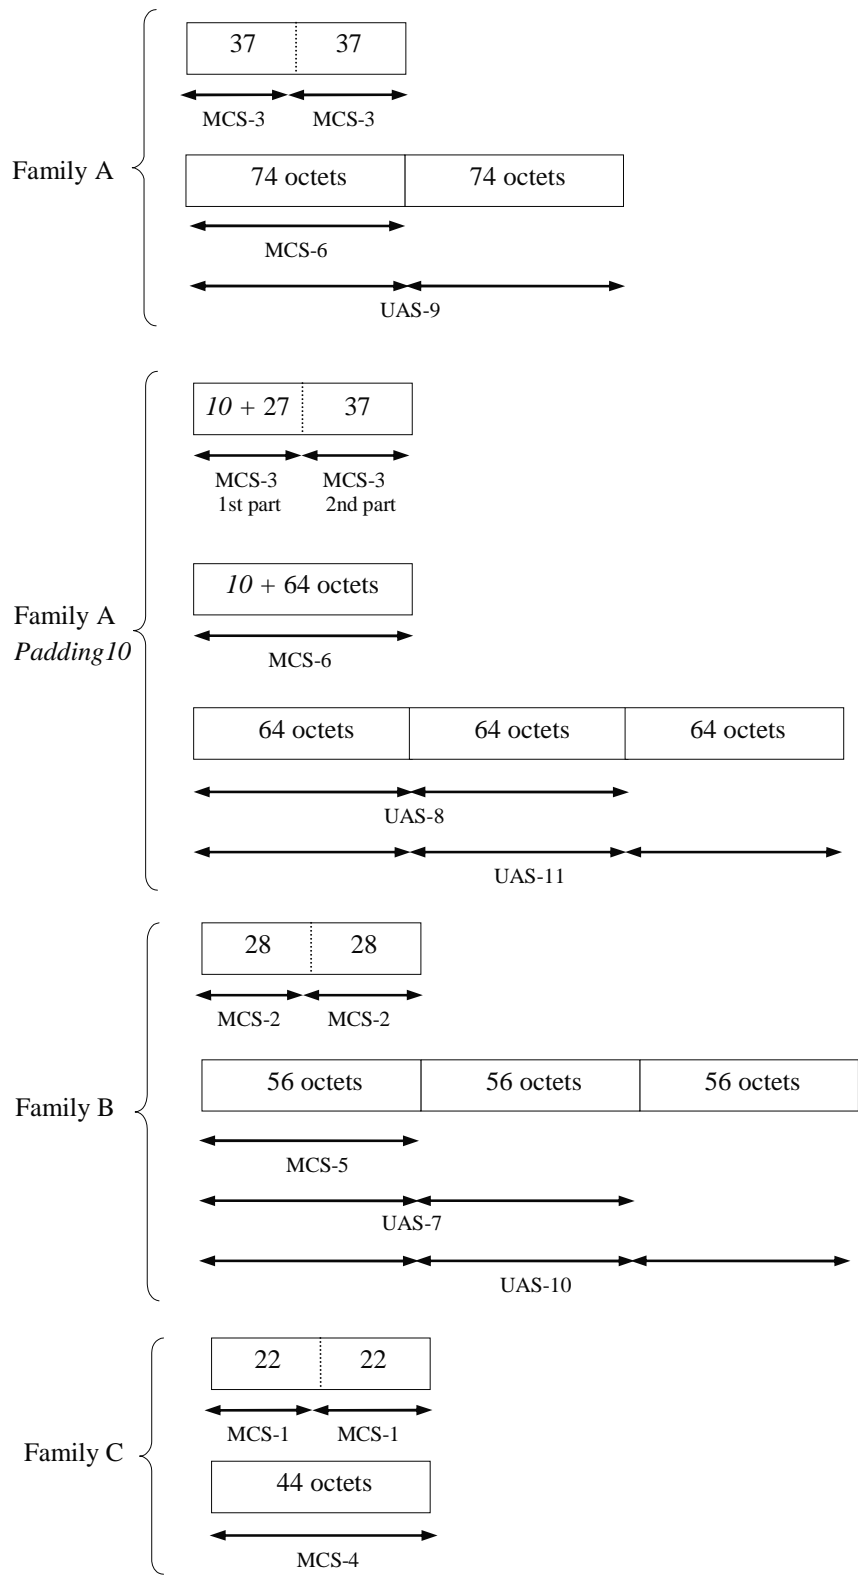 37 37
MCS-3 MCS-3
Family A
74 octets 74 octets
MCS-6
UAS-9
10 + 27 37
MCS-3 MCS-3
1st part 2nd part
10 + 64 octets
Family A
Padding10
MCS-6
64 octets 64 octets 64 octets
UAS-8
UAS-11
28 28
MCS-2 MCS-2
56 octets 56 octets 56 octets
Family B
MCS-5
UAS-7
UAS-10
22 22
MCS-1 MCS-1
Family C
44 octets
MCS-4